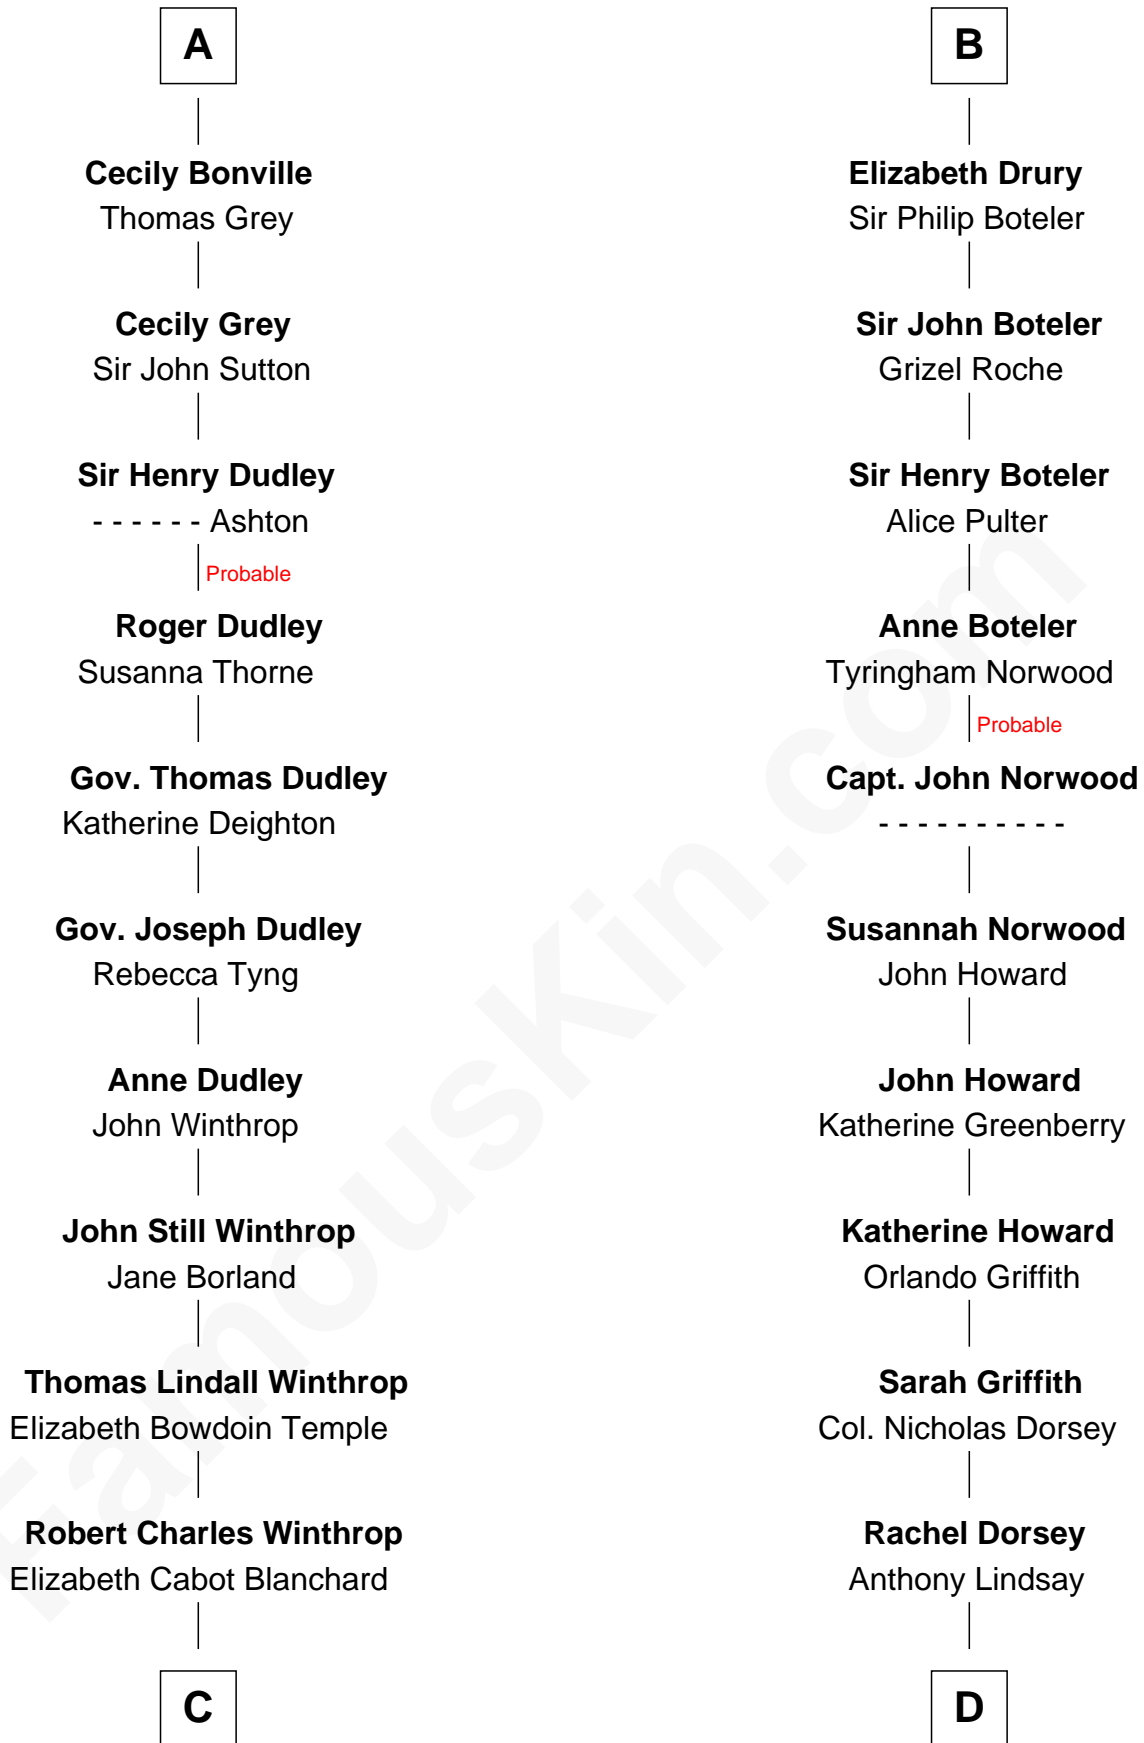 A
Cecily Bonville
Thomas Grey
Cecily Grey
Sir John Sutton
Sir Henry Dudley
- - - - - - Ashton
Probable
Roger Dudley
Susanna Thorne
Gov. Thomas Dudley
Katherine Deighton
Gov. Joseph Dudley
Rebecca Tyng
Anne Dudley
John Winthrop
John Still Winthrop
Jane Borland
Thomas Lindall Winthrop
Elizabeth Bowdoin Temple
Robert Charles Winthrop
Elizabeth Cabot Blanchard
C
B
Elizabeth Drury
Sir Philip Boteler
Sir John Boteler
Grizel Roche
Sir Henry Boteler
Alice Pulter
Anne Boteler
Tyringham Norwood
Probable
Capt. John Norwood
- - - - - - - - - -
Susannah Norwood
John Howard
John Howard
Katherine Greenberry
Katherine Howard
Orlando Griffith
Sarah Griffith
Col. Nicholas Dorsey
Rachel Dorsey
Anthony Lindsay
D
FamousKin.com